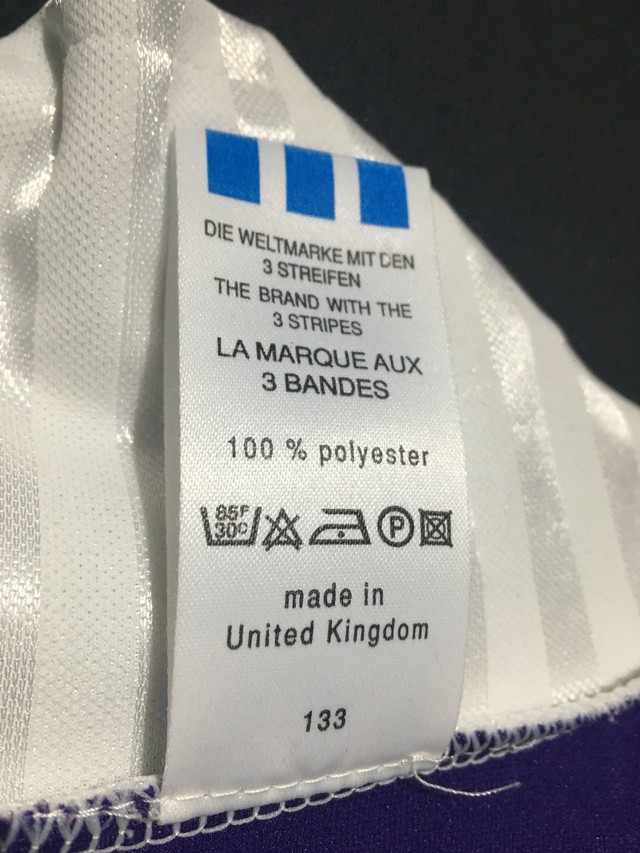 DIE WELTMARKE MIT DEN
3 STREIFEN
THE BRAND WITH THE
3 STRIPES
LA MARQUE AUX
3 BANDES
100 % polyester
85F
30C
P
made in
United Kingdom
133